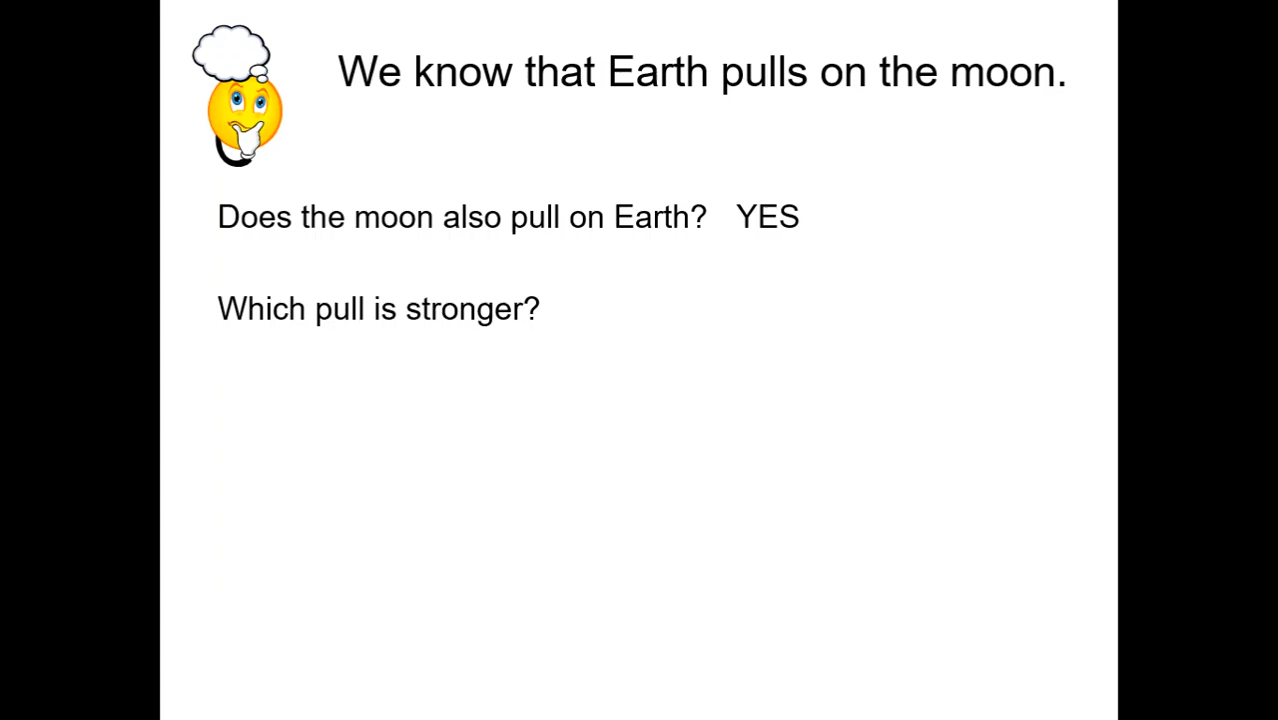 We know that Earth pulls on the moon.
Does the moon also pull on Earth? YES
Which pull is stronger?